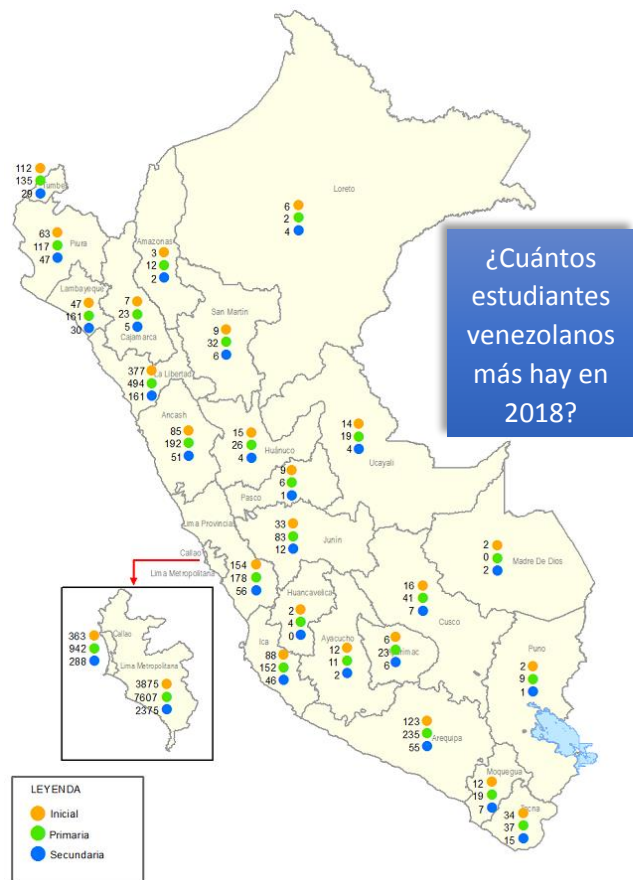 112
135 Tumbes
29
Loreto
6
2
4
63
117 Piura
47
Amazonas
3
12
2
¿Cuántos
estudiantes
venezolanos
más hay en
2018?
Lambayeque
47
161
30
7
23
5
Cajamarca
San Martín
9
32
6
377
La Libertad
494
161
Ancash
85
192
51
15
26
Huánuco
4
14
19
4
Ucayali
9
6
Pasco
1
Lima Provincias
33
83
Junín
12
Callao
Lima Metropolitana
154
178
56
2
0
Madre De Dios
2
16
41
7
Cusco
Huancavelica
2
4
0
Ica
88
152
46
Ayacucho
12
11
2
6
23
6
Puno
2
9
1
363
Callao
942
288
Lima Metropolitana
3875
7607
2375
123
235
Arequipa
55
Moquegua
12
19
7
34
Tacna
37
15
LEYENDA
Inicial
Primaria
Secundaria